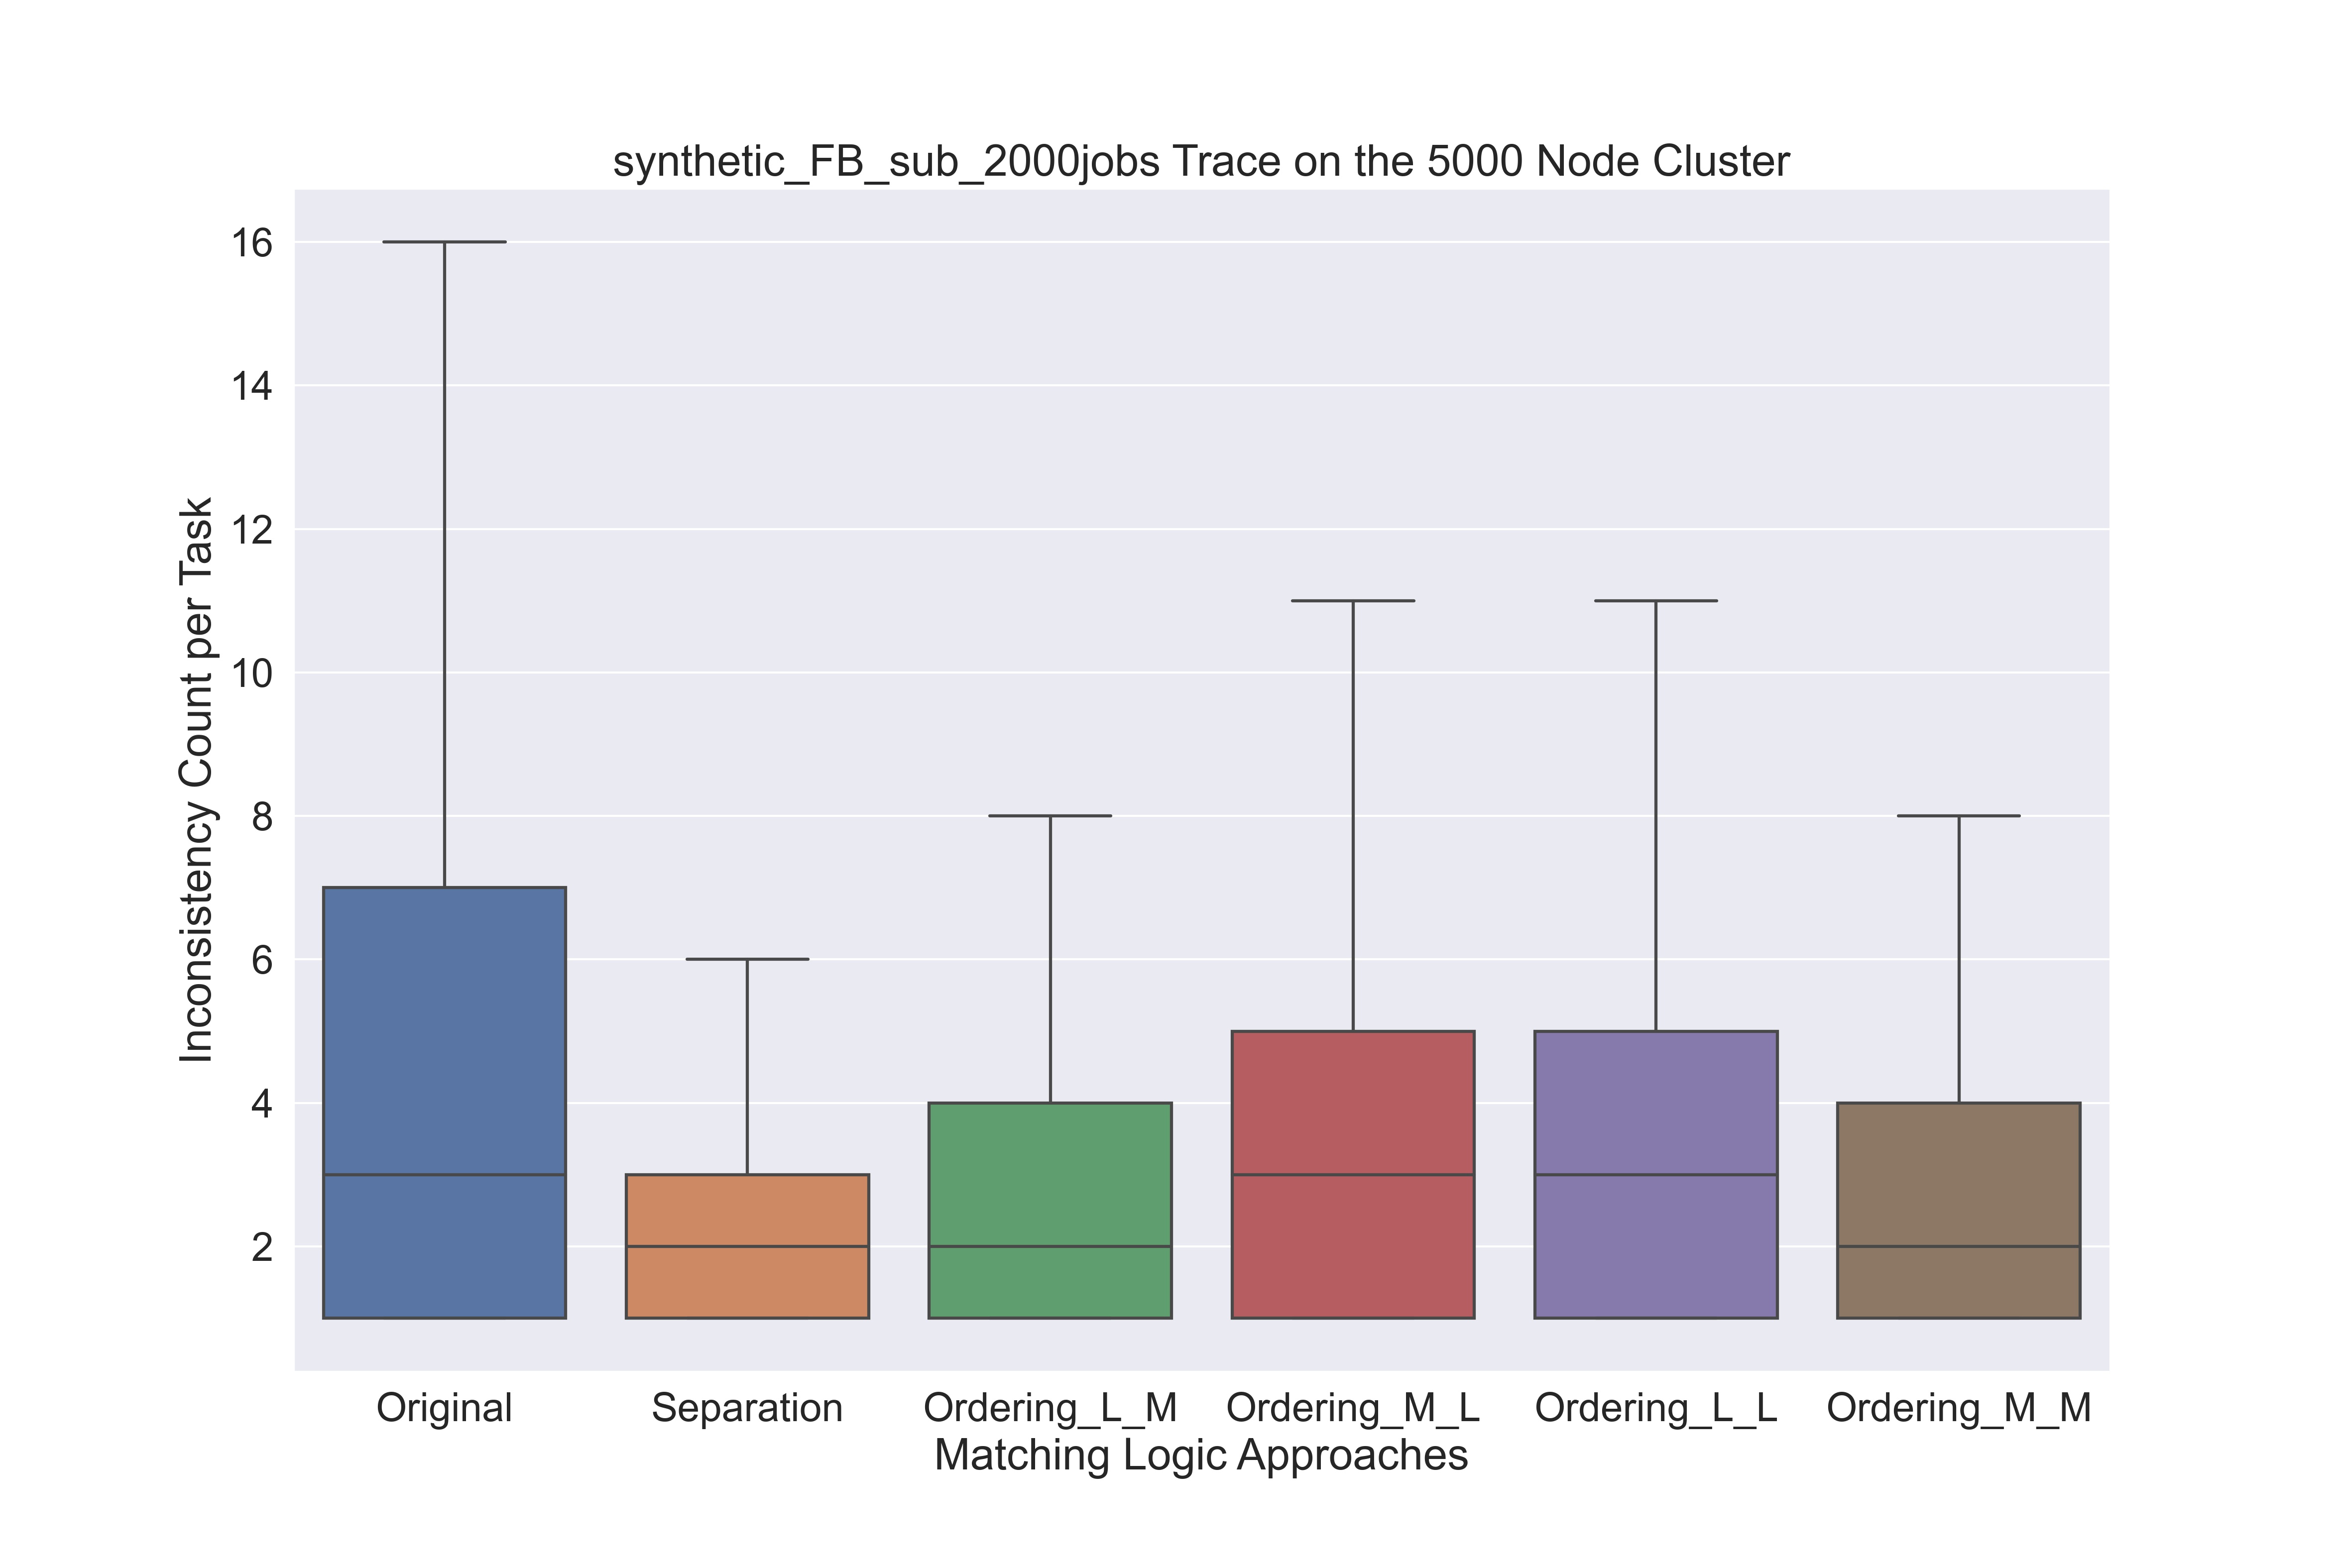 synthetic_FB_sub_2000jobs Trace on the 5000 Node Cluster
Inconsistency Count per Task
16
14
12
10
8
6
4
2
Original Separation Ordering_L_M Ordering_M_L Ordering_L_L Ordering_M_M
Matching Logic Approaches